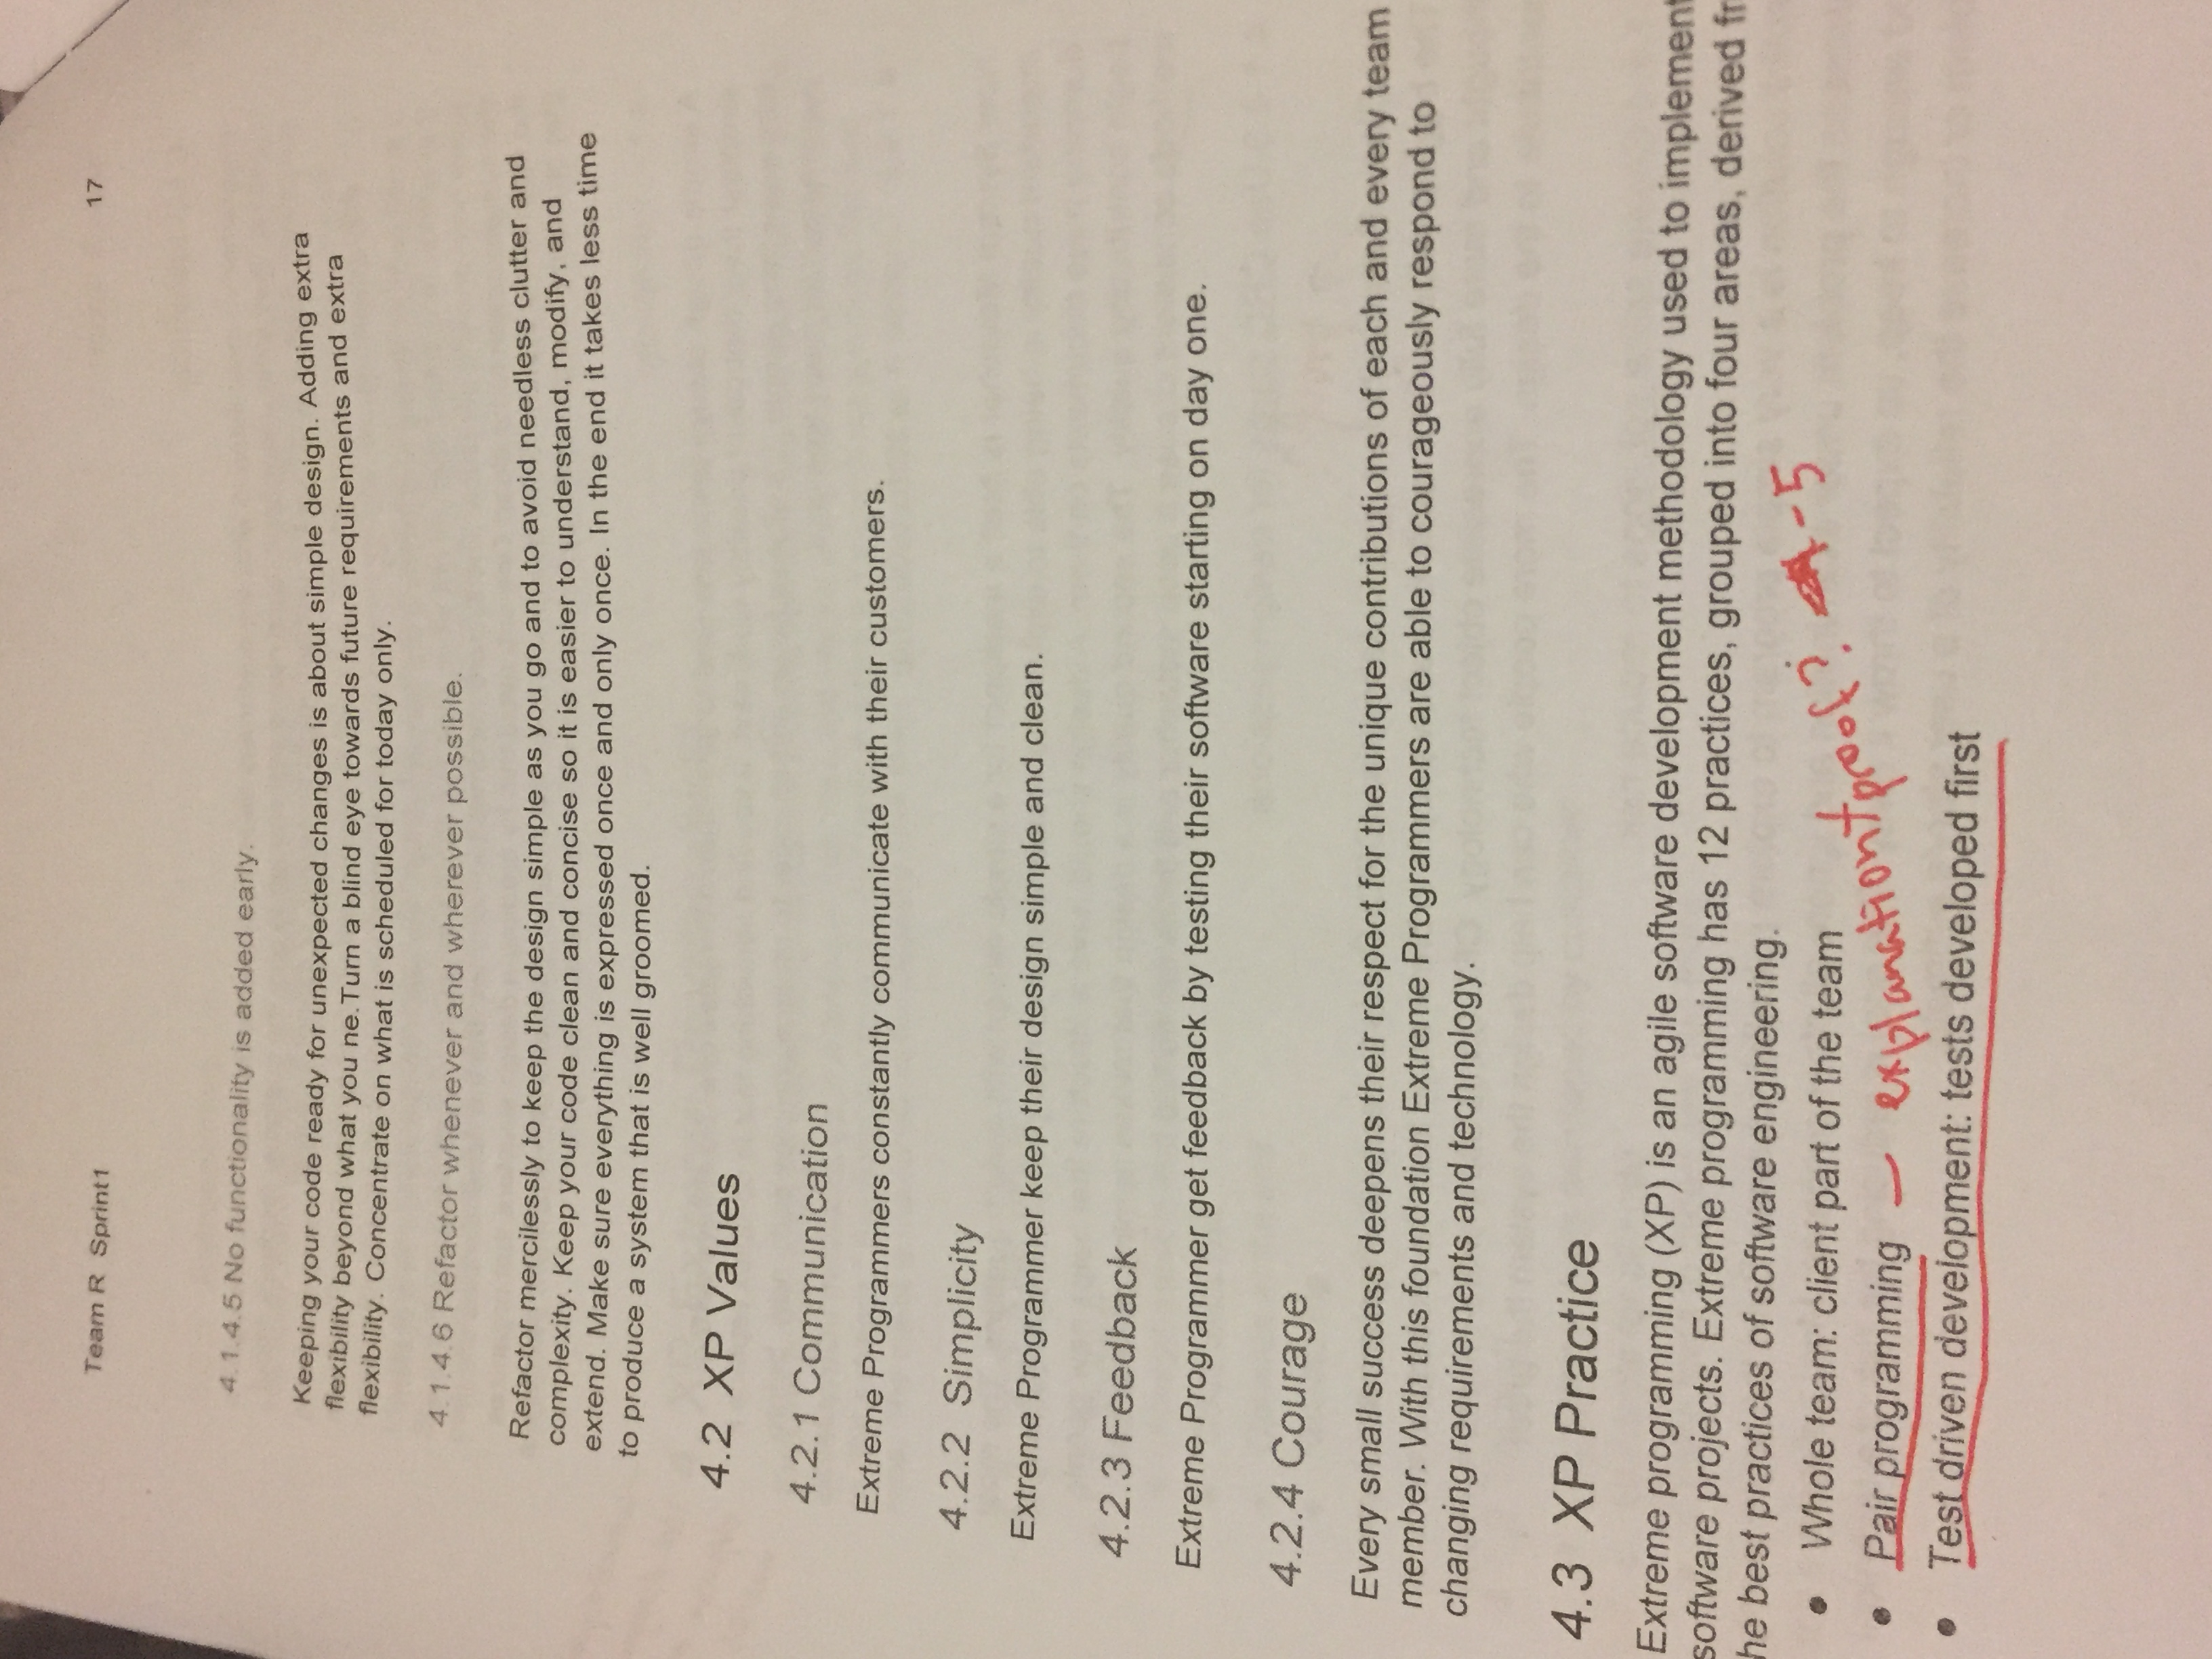 Team R Sprint1 17
4.1.4.5 No functionality is added early.
Keeping your code ready for unexpected changes is about simple design. Adding extra
flexibility beyond what you ne.Turn a blind eye towards future requirements and extra
flexibility. Concentrate on what is scheduled for today only.
4.1.4.6 Refactor whenever and wherever possible.
Refactor mercilessly to keep the design simple as you go and to avoid needless clutter and
complexity. Keep your code clean and concise so it is easier to understand, modify, and
extend. Make sure everything is expressed once and only once. In the end it takes less time
to produce a system that is well groomed.
4.2 XP Values
4.2.1 Communication
Extreme Programmers constantly communicate with their customers.
4.2.2 Simplicity
Extreme Programmer keep their design simple and clean.
4.2.3 Feedback
Extreme Programmer get feedback by testing their software starting on day one.
4.2.4 Courage
Every small success deepens their respect for the unique contributions of each and every team
member. With this foundation Extreme Programmers are able to courageously respond to
changing requirements and technology.
4.3 XP Practice
Extreme programming (XP) is an agile software development methodology used to implement
software projects. Extreme programming has 12 practices, grouped into four areas, derived fr
he best practices of software engineering.
• Whole team: client part of the team
• Pair programming — explanation+proof? -5
• Test driven development: tests developed first